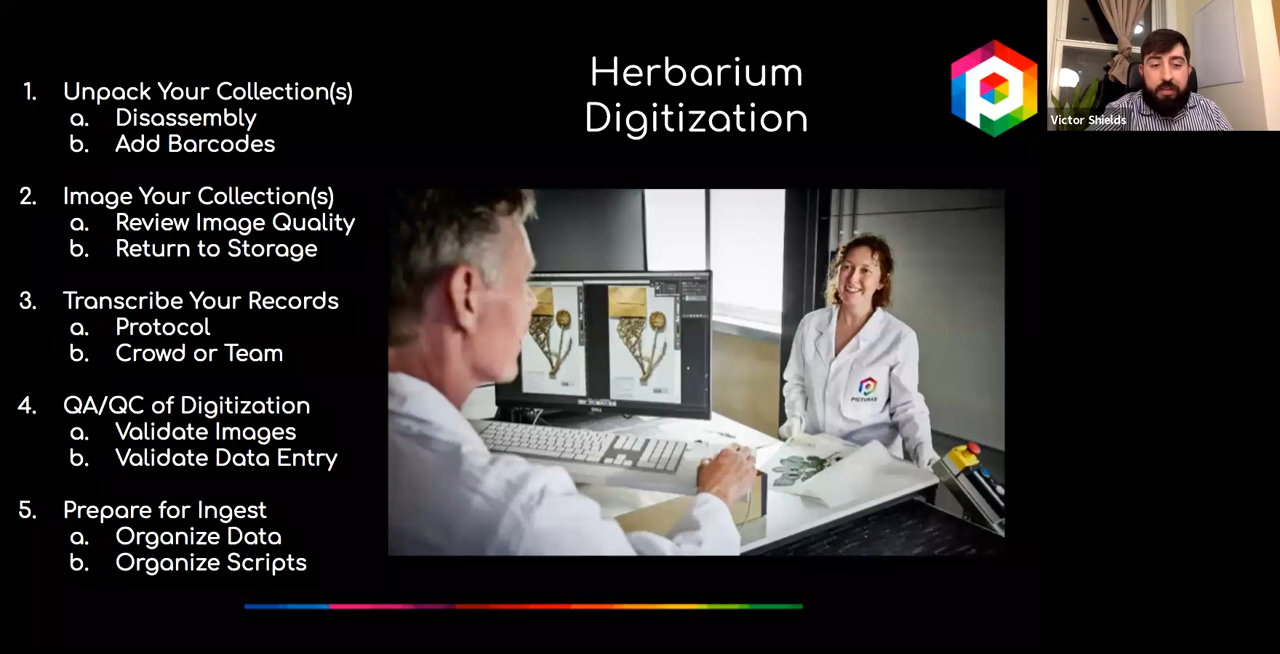 Herbarium
Digitization
1. Unpack Your Collection(s)
a. Disassembly
b. Add Barcodes
2. Image Your Collection(s)
a. Review Image Quality
b. Return to Storage
3. Transcribe Your Records
a. Protocol
b. Crowd or Team
4. QA/QC of Digitization
a. Validate Images
b. Validate Data Entry
5. Prepare for Ingest
a. Organize Data
b. Organize Scripts
Victor Shields
PICTURAE
DELL